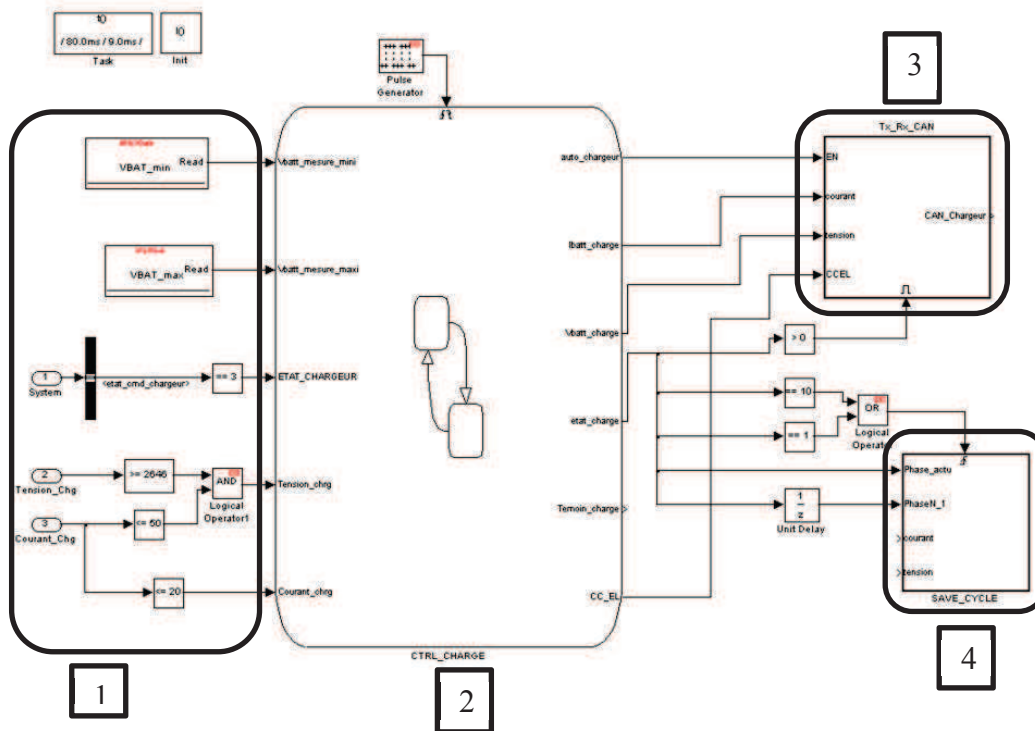 t0
/ 80.0ms / 9.0ms /
Task
t0
Init
Pulse
Generator
3
Tx_Rx_CAN
Read
VBAT_min
Vbatt_mesure_mini
auto_chargeur
EN
courant
CAN_Chargeur
Ibatt_charge
tension
Read
VBAT_max
Vbatt_mesure_maxi
CCEL
Vbatt_charge
> 0
1
System
<etat_cmd_chargeur>
== 3
ETAT_CHARGEUR
== 10
OR
Logical
Operator
etat_charge
== 1
2
Tension_Chg
>= 2646
AND
Logical
Operator1
Tension_chrg
Phase_actu
3
Courant_Chg
<= 50
Temoin_charge
1
z
Unit Delay
PhaseN_1
courant
tension
<= 20
Courant_chrg
CC_EL
SAVE_CYCLE
CTRL_CHARGE
1
2
4